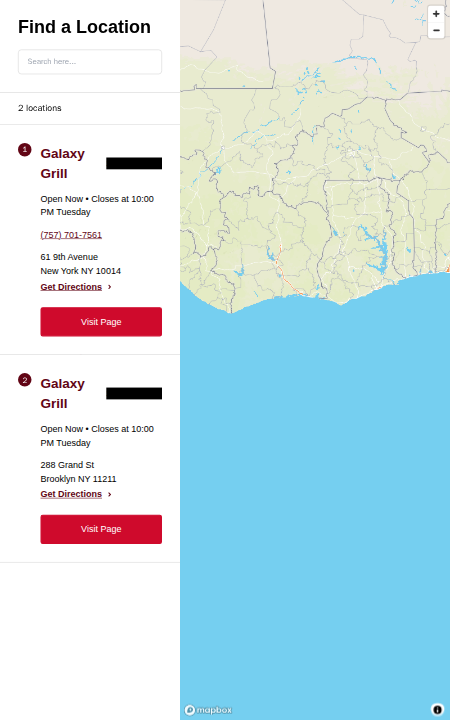 Find a Location
Search here...
2 locations
1
Galaxy
Grill
Open Now • Closes at 10:00
PM Tuesday
(757) 701-7561
61 9th Avenue
New York NY 10014
Get Directions ›
Visit Page
2
Galaxy
Grill
Open Now • Closes at 10:00
PM Tuesday
288 Grand St
Brooklyn NY 11211
Get Directions ›
Visit Page
mapbox